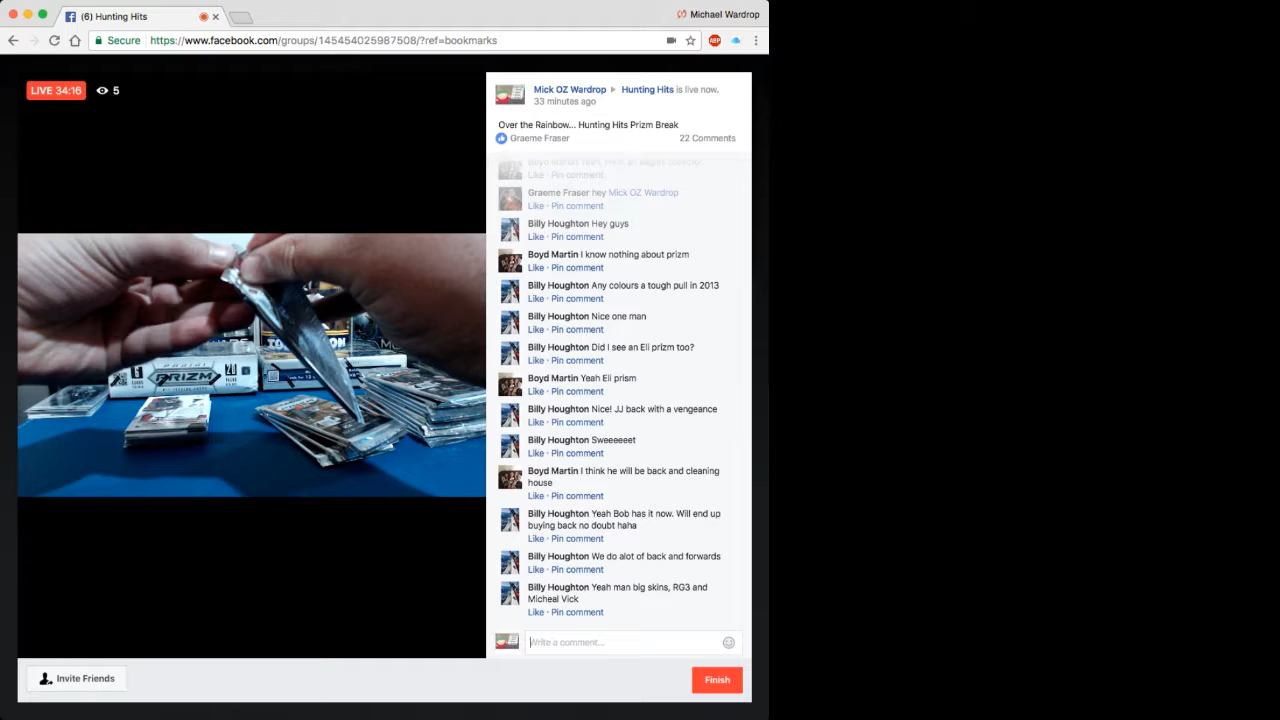 (6) Hunting Hits
Michael Wardrop
Secure https://www.facebook.com/groups/145454025987508/?ref=bookmarks
ABP
LIVE 34:16
5
Mick OZ Wardrop Hunting Hits is live now.
33 minutes ago
Over the Rainbow... Hunting Hits Prizm Break
Graeme Fraser
22 Comments
Like · Pin comment
Graeme Fraser hey Mick OZ Wardrop
Like · Pin comment
Billy Houghton Hey guys
Like · Pin comment
Boyd Martin I know nothing about prizm
Like · Pin comment
Billy Houghton Any colours a tough pull in 2013
Like · Pin comment
Billy Houghton Nice one man
Like · Pin comment
Billy Houghton Did I see an Eli prizm too?
Like · Pin comment
Boyd Martin Yeah Eli prism
Like · Pin comment
Billy Houghton Nice! JJ back with a vengeance
Like · Pin comment
Billy Houghton Sweeeeeet
Like · Pin comment
Boyd Martin I think he will be back and cleaning
house
Like · Pin comment
Billy Houghton Yeah Bob has it now. Will end up
buying back no doubt haha
Like · Pin comment
Billy Houghton We do alot of back and forwards
Like · Pin comment
Billy Houghton Yeah man big skins, RG3 and
Micheal Vick
Like · Pin comment
Write a comment...
PRIZM
Invite Friends
Finish